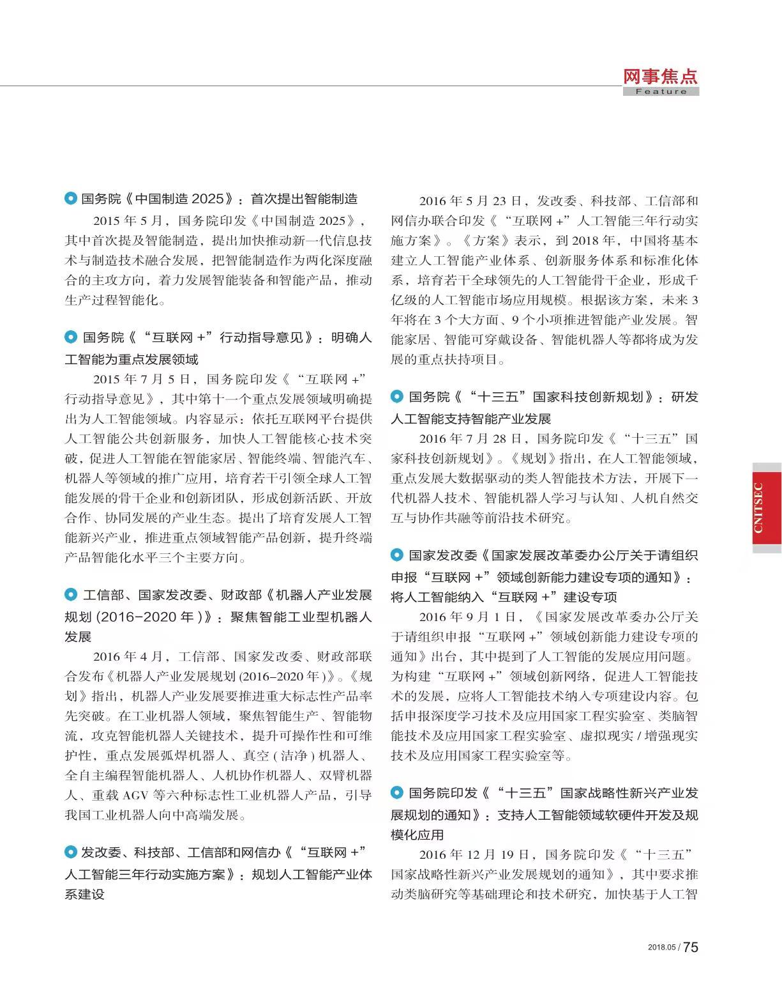 网事焦点
Feature
国务院《中国制造 2025》：首次提出智能制造
2015 年 5 月，国务院印发《中国制造 2025》，
其中首次提及智能制造，提出加快推动新一代信息技
术与制造技术融合发展，把智能制造作为两化深度融
合的主攻方向，着力发展智能装备和智能产品，推动
生产过程智能化。
国务院《“互联网 +”行动指导意见》：明确人
工智能为重点发展领域
2015 年 7 月 5 日，国务院印发《“互联网 +”
行动指导意见》，其中第十一个重点发展领域明确提
出为人工智能领域。内容显示：依托互联网平台提供
人工智能公共创新服务，加快人工智能核心技术突
破，促进人工智能在智能家居、智能终端、智能汽车、
机器人等领域的推广应用，培育若干引领全球人工智
能发展的骨干企业和创新团队，形成创新活跃、开放
合作、协同发展的产业生态。提出了培育发展人工智
能新兴产业，推进重点领域智能产品创新，提升终端
产品智能化水平三个主要方向。
工信部、国家发改委、财政部《机器人产业发展
规划 (2016-2020 年 )》：聚焦智能工业型机器人
发展
2016 年 4 月，工信部、国家发改委、财政部联
合发布《机器人产业发展规划 (2016-2020 年 )》。《规
划》指出，机器人产业发展要推进重大标志性产品率
先突破。在工业机器人领域，聚焦智能生产、智能物
流，攻克智能机器人关键技术，提升可操作性和可维
护性，重点发展弧焊机器人、真空 ( 洁净 ) 机器人、
全自主编程智能机器人、人机协作机器人、双臂机器
人、重载 AGV 等六种标志性工业机器人产品，引导
我国工业机器人向中高端发展。
发改委、科技部、工信部和网信办《“互联网 +”
人工智能三年行动实施方案》：规划人工智能产业体
系建设
2016 年 5 月 23 日，发改委、科技部、工信部和
网信办联合印发《“互联网 +”人工智能三年行动实
施方案》。《方案》表示，到 2018 年，中国将基本
建立人工智能产业体系、创新服务体系和标准化体
系，培育若干全球领先的人工智能骨干企业，形成千
亿级的人工智能市场应用规模。根据该方案，未来 3
年将在 3 个大方面、9 个小项推进智能产业发展。智
能家居、智能可穿戴设备、智能机器人等都将成为发
展的重点扶持项目。
国务院《“十三五”国家科技创新规划》：研发
人工智能支持智能产业发展
2016 年 7 月 28 日，国务院印发《“十三五”国
家科技创新规划》。《规划》指出，在人工智能领域，
重点发展大数据驱动的类人智能技术方法，开展下一
代机器人技术、智能机器人学习与认知、人机自然交
互与协作共融等前沿技术研究。
国家发改委《国家发展改革委办公厅关于请组织
申报“互联网 +”领域创新能力建设专项的通知》：
将人工智能纳入“互联网 +”建设专项
2016 年 9 月 1 日，《国家发展改革委办公厅关
于请组织申报“互联网 +”领域创新能力建设专项的
通知》出台，其中提到了人工智能的发展应用问题。
为构建“互联网 +”领域创新网络，促进人工智能技
术的发展，应将人工智能技术纳入专项建设内容。包
括申报深度学习技术及应用国家工程实验室、类脑智
能技术及应用国家工程实验室、虚拟现实 / 增强现实
技术及应用国家工程实验室等。
国务院印发《“十三五”国家战略性新兴产业发
展规划的通知》：支持人工智能领域软硬件开发及规
模化应用
2016 年 12 月 19 日，国务院印发《“十三五”
国家战略性新兴产业发展规划的通知》，其中要求推
动类脑研究等基础理论和技术研究，加快基于人工智
CNITSEC
2018.05 / 75